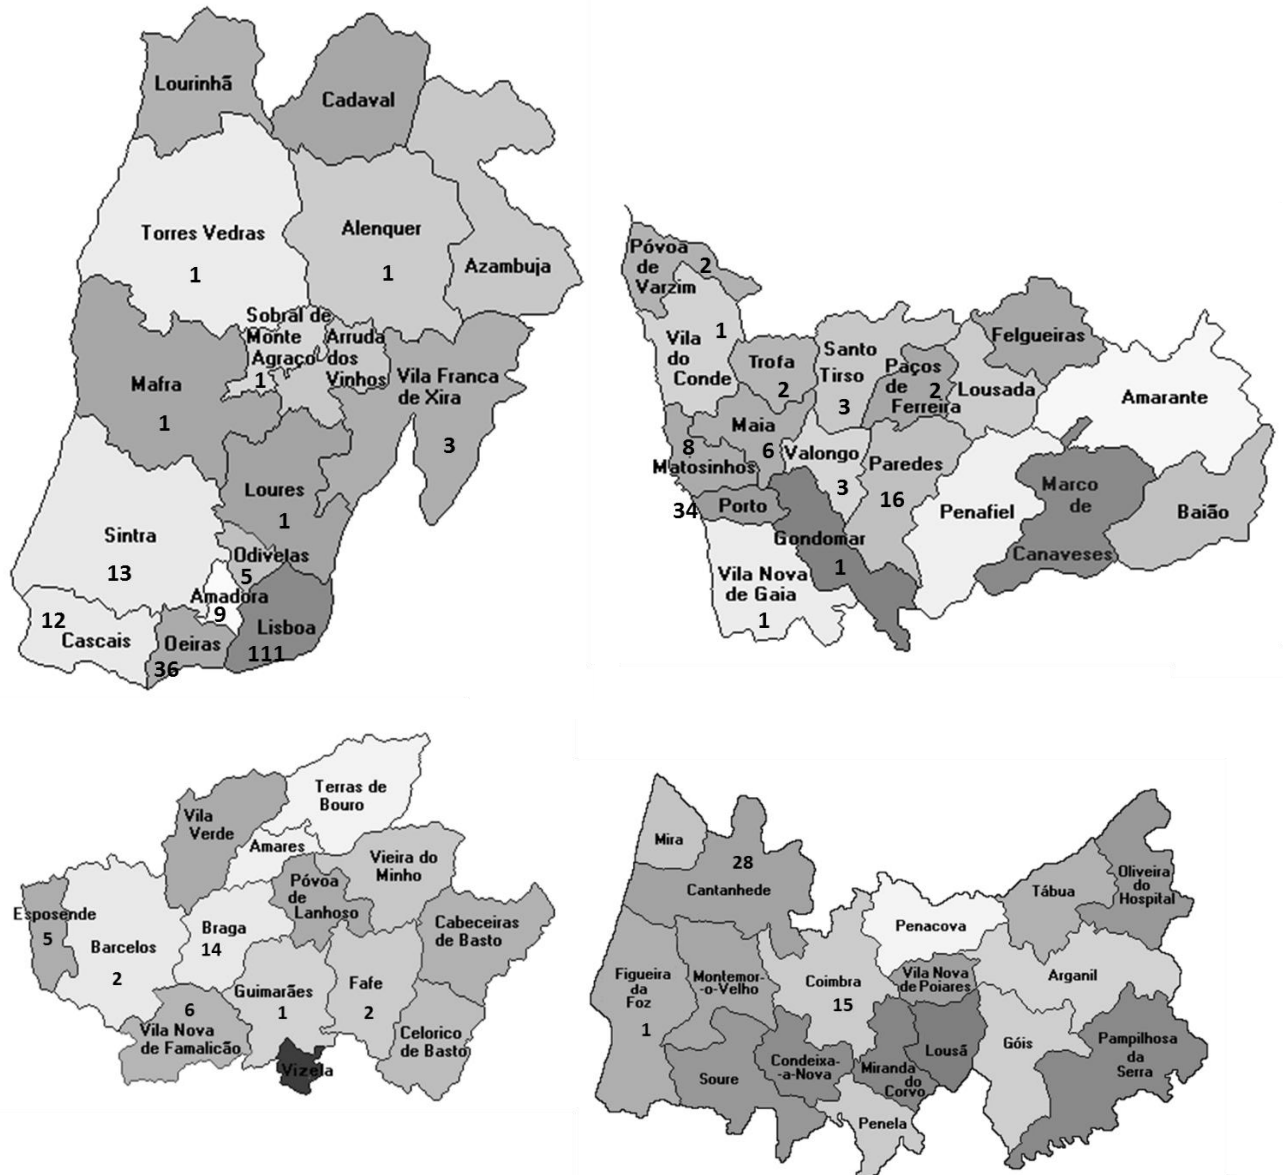 Lourinhã
Cadaval
Torres Vedras
1
Alenquer
1
Azambuja
Sobral de
Monte
Agraço
1
Arruda
dos
Vinhos
Mafra
1
Vila Franca
de Xira
3
Loures
1
Sintra
13
Odivelas
5
Amadora
9
12
Cascais
Oeiras
36
Lisboa
111
Póvoa
de
Varzim
2
Vila
do
Conde
1
Trofa
2
Santo
Tirso
3
Paços
de
Ferreira
2
Felgueiras
Lousada
Amarante
Maia
6
8
Matosinhos
Valongo
3
Paredes
16
Penafiel
Marco
de
Canaveses
Baião
34
Porto
Gondomar
1
Vila Nova
de Gaia
1
Terras de
Bouro
Vila
Verde
Amares
Vieira do
Minho
Póvoa
de
Lanhoso
Esposende
5
Barcelos
2
Braga
14
Cabeceiras
de Basto
Guimarães
1
Fafe
2
6
Vila Nova
de Famalicão
Celorico
de Basto
Vizela
Mira
28
Cantanhede
Oliveira
do
Hospital
Tábua
Penacova
Figueira
da
Foz
1
Montemor-
-o-Velho
Coimbra
15
Vila Nova
de Poiares
Arganil
Soure
Condeixa-
-a-Nova
Miranda
do
Corvo
Lousã
Góis
Pampilhosa
da
Serra
Penela